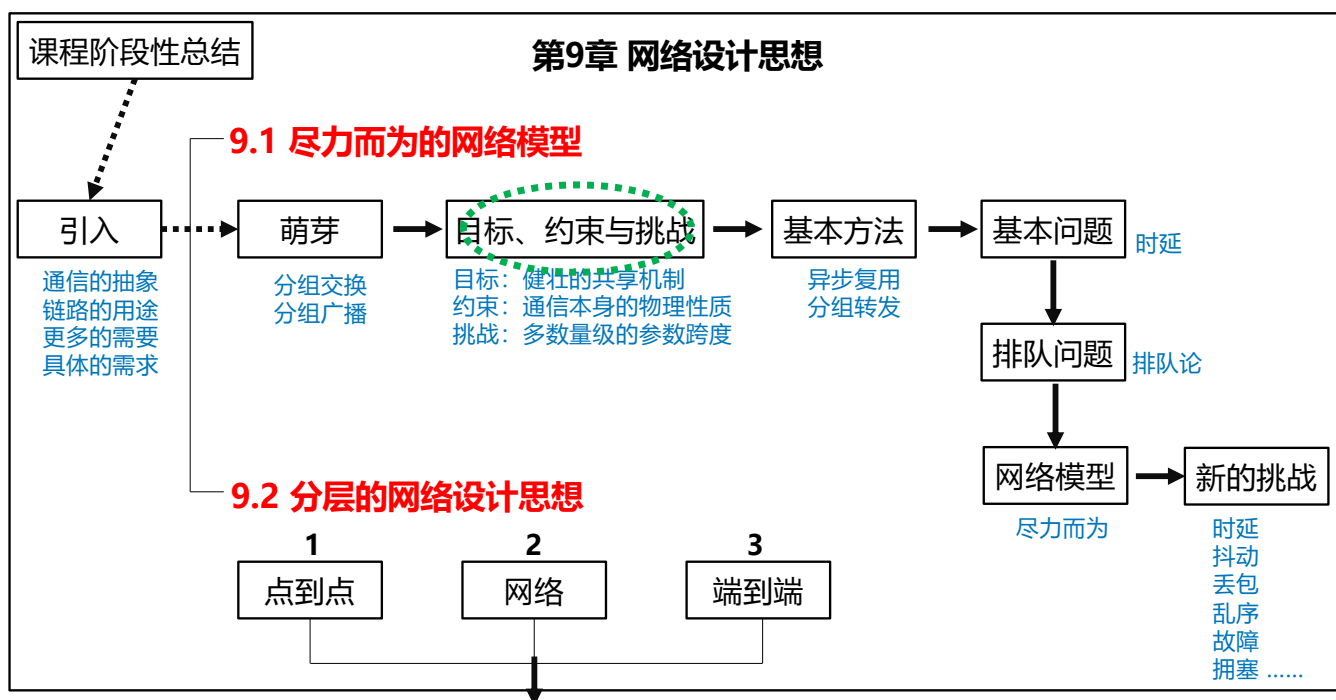 课程阶段性总结
第9章 网络设计思想
9.1 尽力而为的网络模型
引入
通信的抽象
链路的用途
更多的需要
具体的需求
萌芽
分组交换
分组广播
目标、约束与挑战
目标：健壮的共享机制
约束：通信本身的物理性质
挑战：多数量级的参数跨度
基本方法
异步复用
分组转发
基本问题
时延
排队问题
排队论
网络模型
尽力而为
新的挑战
时延
抖动
丢包
乱序
故障
拥塞 ……
9.2 分层的网络设计思想
1
2
3
点到点
网络
端到端